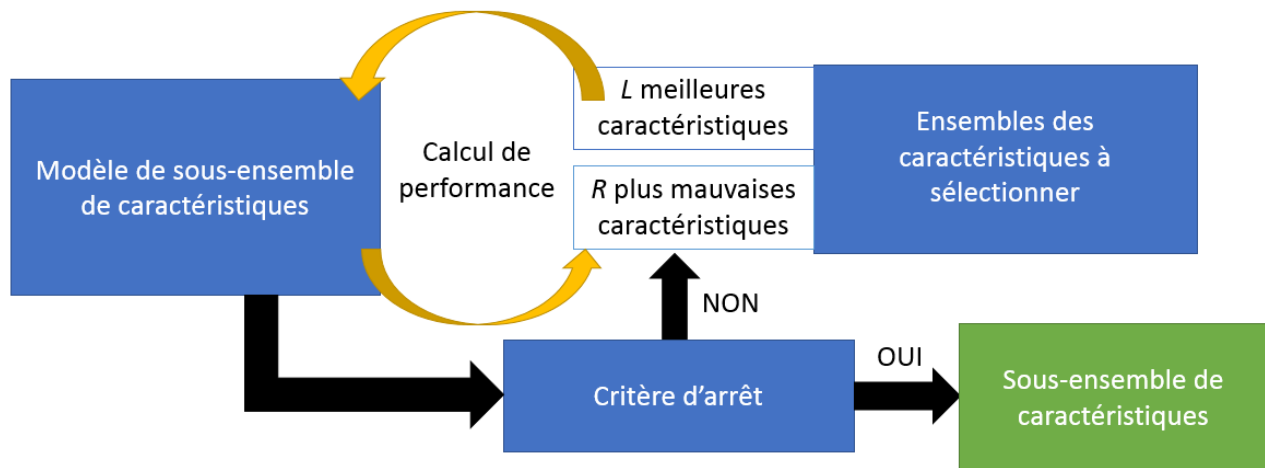 Modèle de sous-ensemble
de caractéristiques
Calcul de
performance
L meilleures
caractéristiques
R plus mauvaises
caractéristiques
Ensembles des
caractéristiques à
sélectionner
NON
Critère d’arrêt
OUI
Sous-ensemble de
caractéristiques